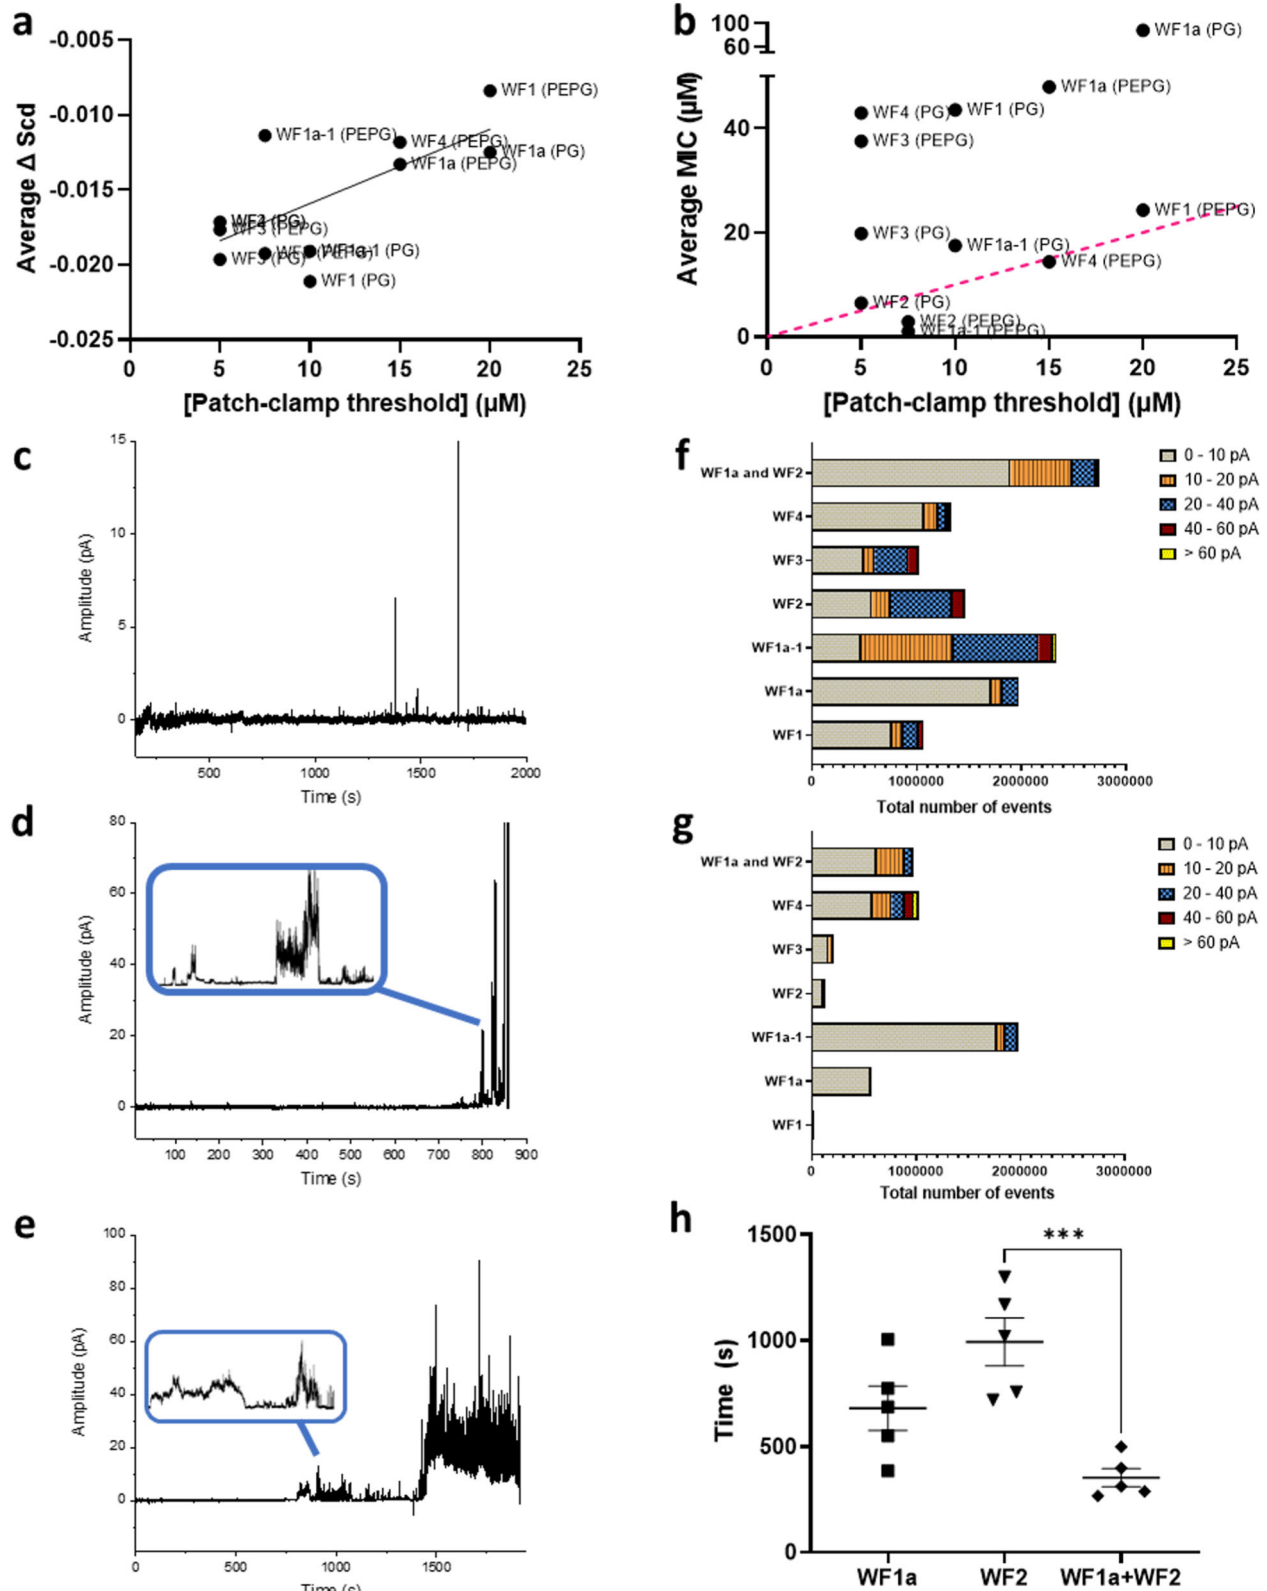 a
-0.005
-0.010
-0.015
-0.020
-0.025
Average Δ Scd
WF1 (PEPG)
WF1a-1 (PEPG)
WF4 (PEPG)
WF1a (PG)
WF1a (PEPG)
WF3 (PEPG)
WF1a-1 (PG)
WF3 (PG)
WF1 (PG)
0 5 10 15 20 25
[Patch-clamp threshold] (µM)
b
100
60
40
20
0
Average MIC (µM)
WF1a (PG)
WF1a (PEPG)
WF4 (PG)
WF1 (PG)
WF3 (PEPG)
WF1 (PEPG)
WF3 (PG)
WF1a-1 (PG)
WF4 (PEPG)
WF2 (PG)
WF2 (PEPG)
WF1a-1 (PEPG)
0 5 10 15 20 25
[Patch-clamp threshold] (µM)
c
15
10
5
0
Amplitude (pA)
500 1000 1500 2000
Time (s)
d
80
60
40
20
0
Amplitude (pA)
100 200 300 400 500 600 700 800 900
Time (s)
e
100
80
60
40
20
0
Amplitude (pA)
0 500 1000 1500
Time (s)
f
WF1a and WF2
WF4
WF3
WF2
WF1a-1
WF1a
WF1
0 1000000 2000000 3000000
Total number of events
0 - 10 pA
10 - 20 pA
20 - 40 pA
40 - 60 pA
> 60 pA
g
WF1a and WF2
WF4
WF3
WF2
WF1a-1
WF1a
WF1
0 1000000 2000000 3000000
Total number of events
0 - 10 pA
10 - 20 pA
20 - 40 pA
40 - 60 pA
> 60 pA
h
1500
1000
500
0
Time (s)
***
WF1a WF2 WF1a+WF2